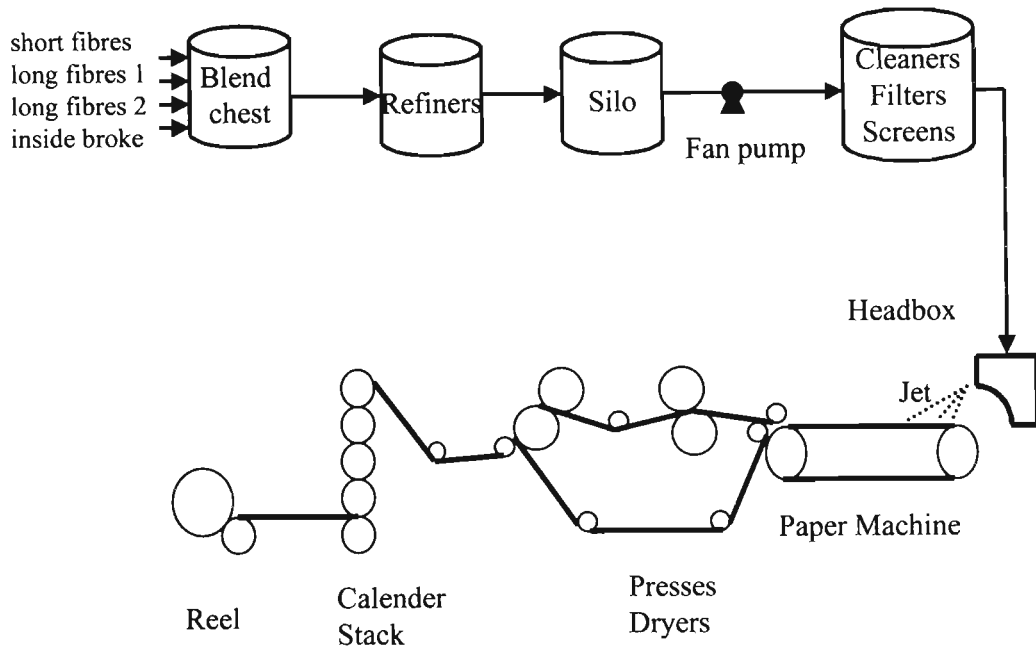 short fibres
long fibres 1
long fibres 2
inside broke
Blend
chest
Refiners
Silo
Fan pump
Cleaners
Filters
Screens
Headbox
Jet
Paper Machine
Presses
Dryers
Calender
Stack
Reel